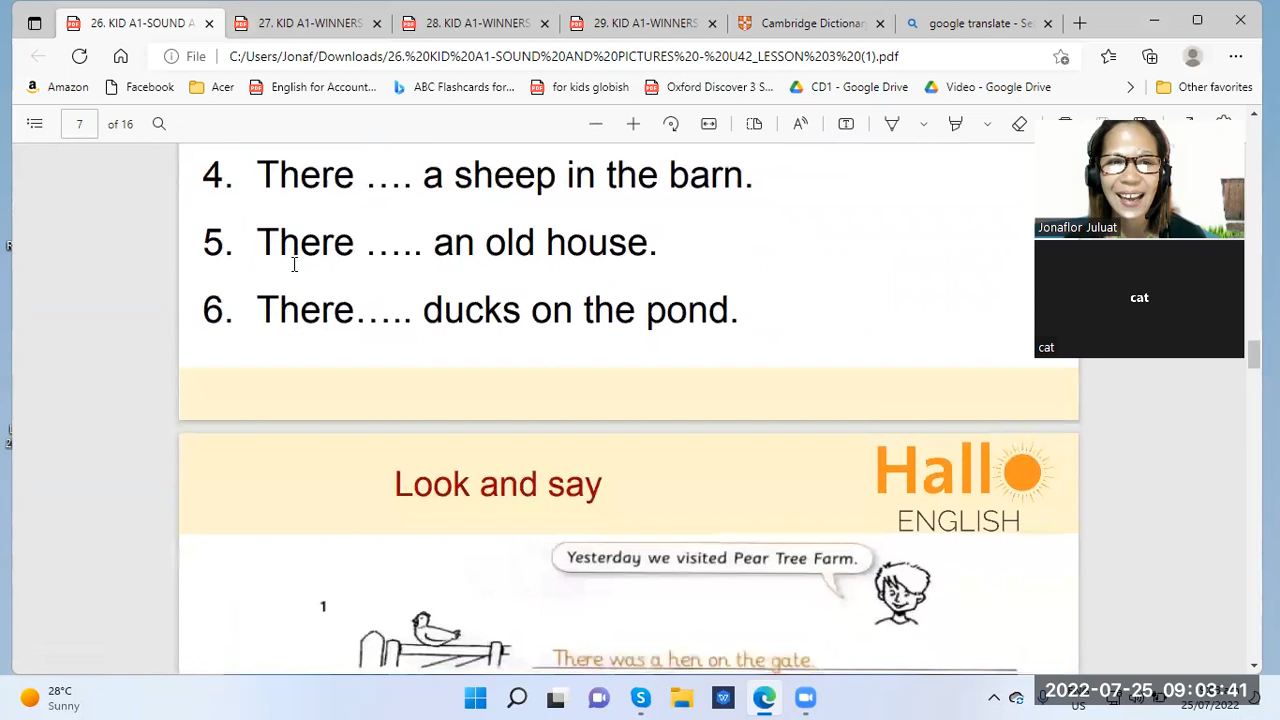 26. KID A1-SOUND A
27. KID A1-WINNERS
28. KID A1-WINNERS
29. KID A1-WINNERS
Cambridge Dictionar
google translate - Se
File
C:/Users/Jonaf/Downloads/26.%20KID%20A1-SOUND%20AND%20PICTURES%20-%20U42_LESSON%203%20(1).pdf
Amazon
Facebook
Acer
English for Account...
ABC Flashcards for...
for kids globish
Oxford Discover 3 S...
CD1 - Google Drive
Video - Google Drive
Other favorites
7
of 16
4. There …. a sheep in the barn.
5. There ….. an old house.
6. There….. ducks on the pond.
Jonaflor Juluat
cat
cat
Look and say
Hallo
ENGLISH
Yesterday we visited Pear Tree Farm.
1
There was a hen on the gate.
28°C
Sunny
2022-07-25, 09:03:41
US
25/07/2022